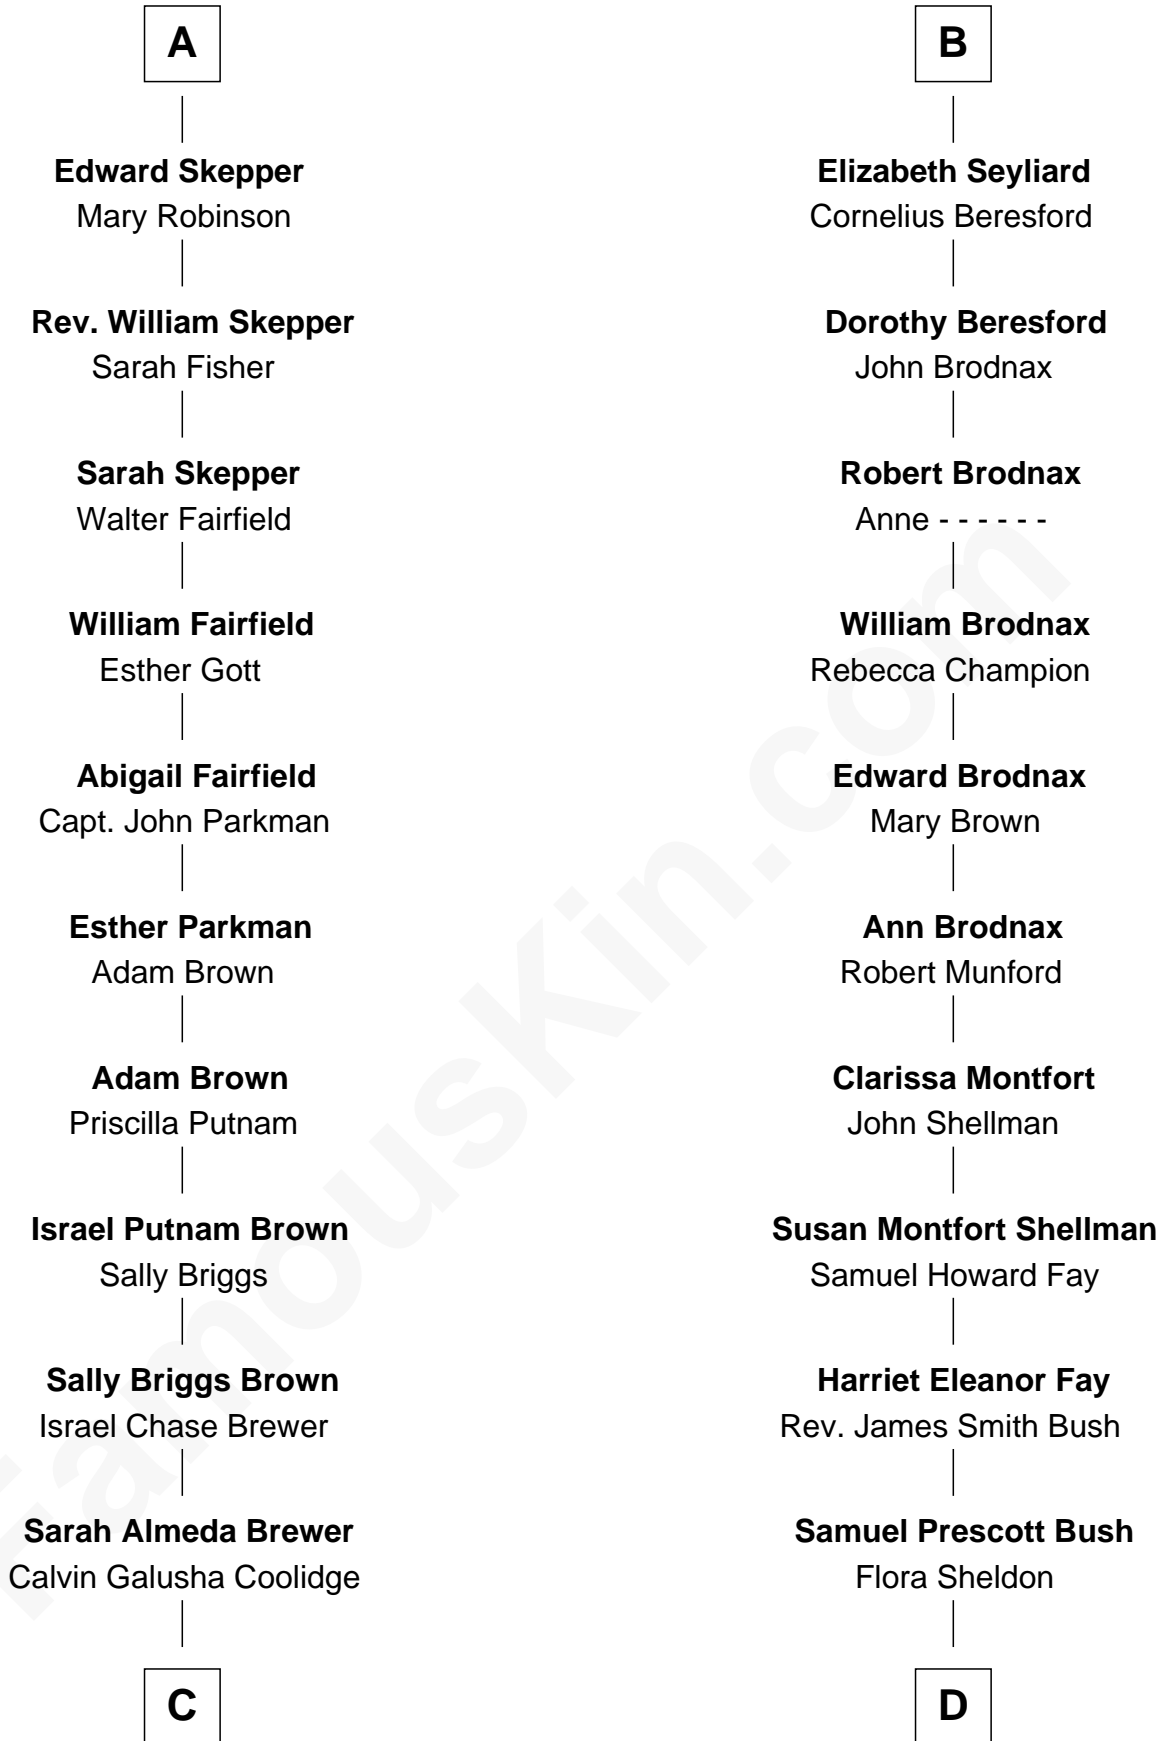 A
Edward Skepper
Mary Robinson
Rev. William Skepper
Sarah Fisher
Sarah Skepper
Walter Fairfield
William Fairfield
Esther Gott
Abigail Fairfield
Capt. John Parkman
Esther Parkman
Adam Brown
Adam Brown
Priscilla Putnam
Israel Putnam Brown
Sally Briggs
Sally Briggs Brown
Israel Chase Brewer
Sarah Almeda Brewer
Calvin Galusha Coolidge
C
B
Elizabeth Seyliard
Cornelius Beresford
Dorothy Beresford
John Brodnax
Robert Brodnax
Anne - - - - - -
William Brodnax
Rebecca Champion
Edward Brodnax
Mary Brown
Ann Brodnax
Robert Munford
Clarissa Montfort
John Shellman
Susan Montfort Shellman
Samuel Howard Fay
Harriet Eleanor Fay
Rev. James Smith Bush
Samuel Prescott Bush
Flora Sheldon
D
FamousKin.com